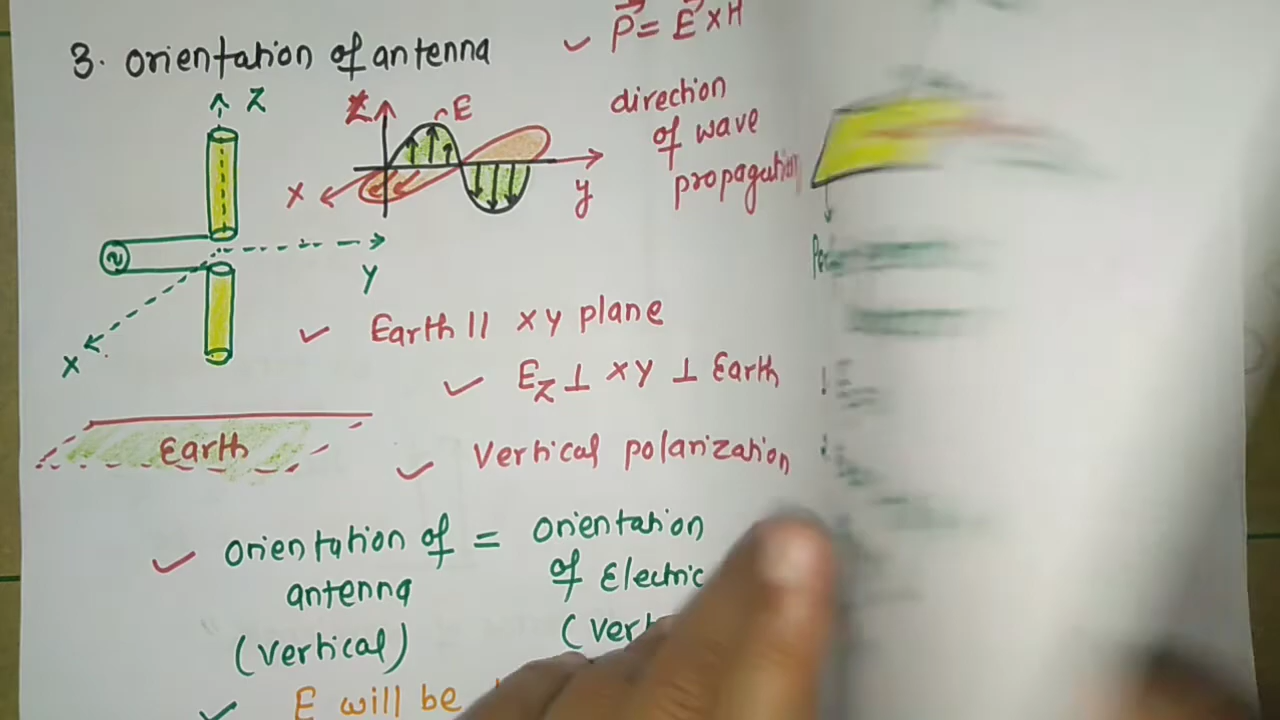 3. Orientation of antenna
P = E x H
direction
of wave
propagation
Z
Z
E
X
y
Y
X
Earth || xy plane
Ez ⊥ XY ⊥ Earth
Earth
Vertical polarization
Orientation of = Orientation
antenna of Electric
(vertical)
E will be